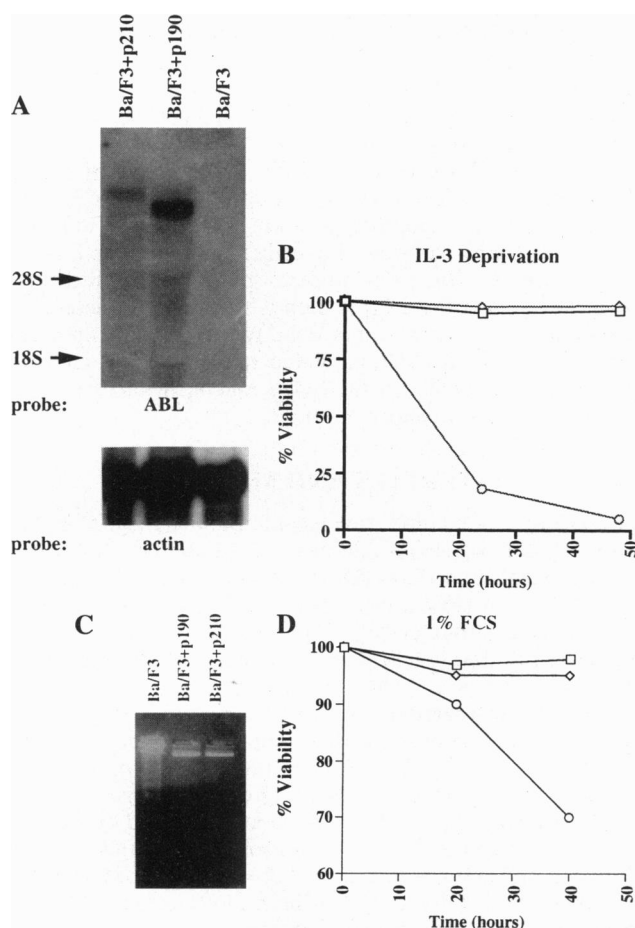 Ba/F3+p210
Ba/F3+p190
Ba/F3
A
28S
18S
probe: ABL
probe: actin
B
IL-3 Deprivation
% Viability
100
75
50
25
0
0 10 20 30 40 50
Time (hours)
C
Ba/F3
Ba/F3+p190
Ba/F3+p210
D
1% FCS
% Viability
100
90
80
70
60
0 10 20 30 40 50
Time (hours)